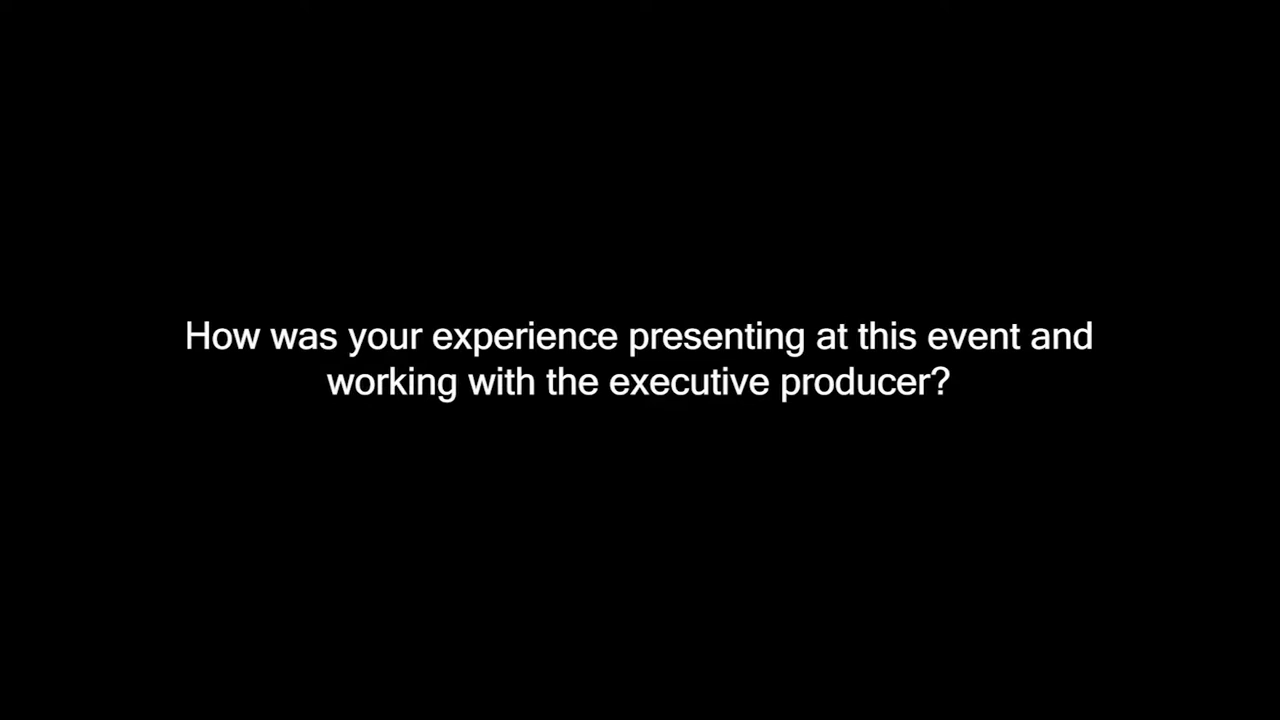 How was your experience presenting at this event and
working with the executive producer?